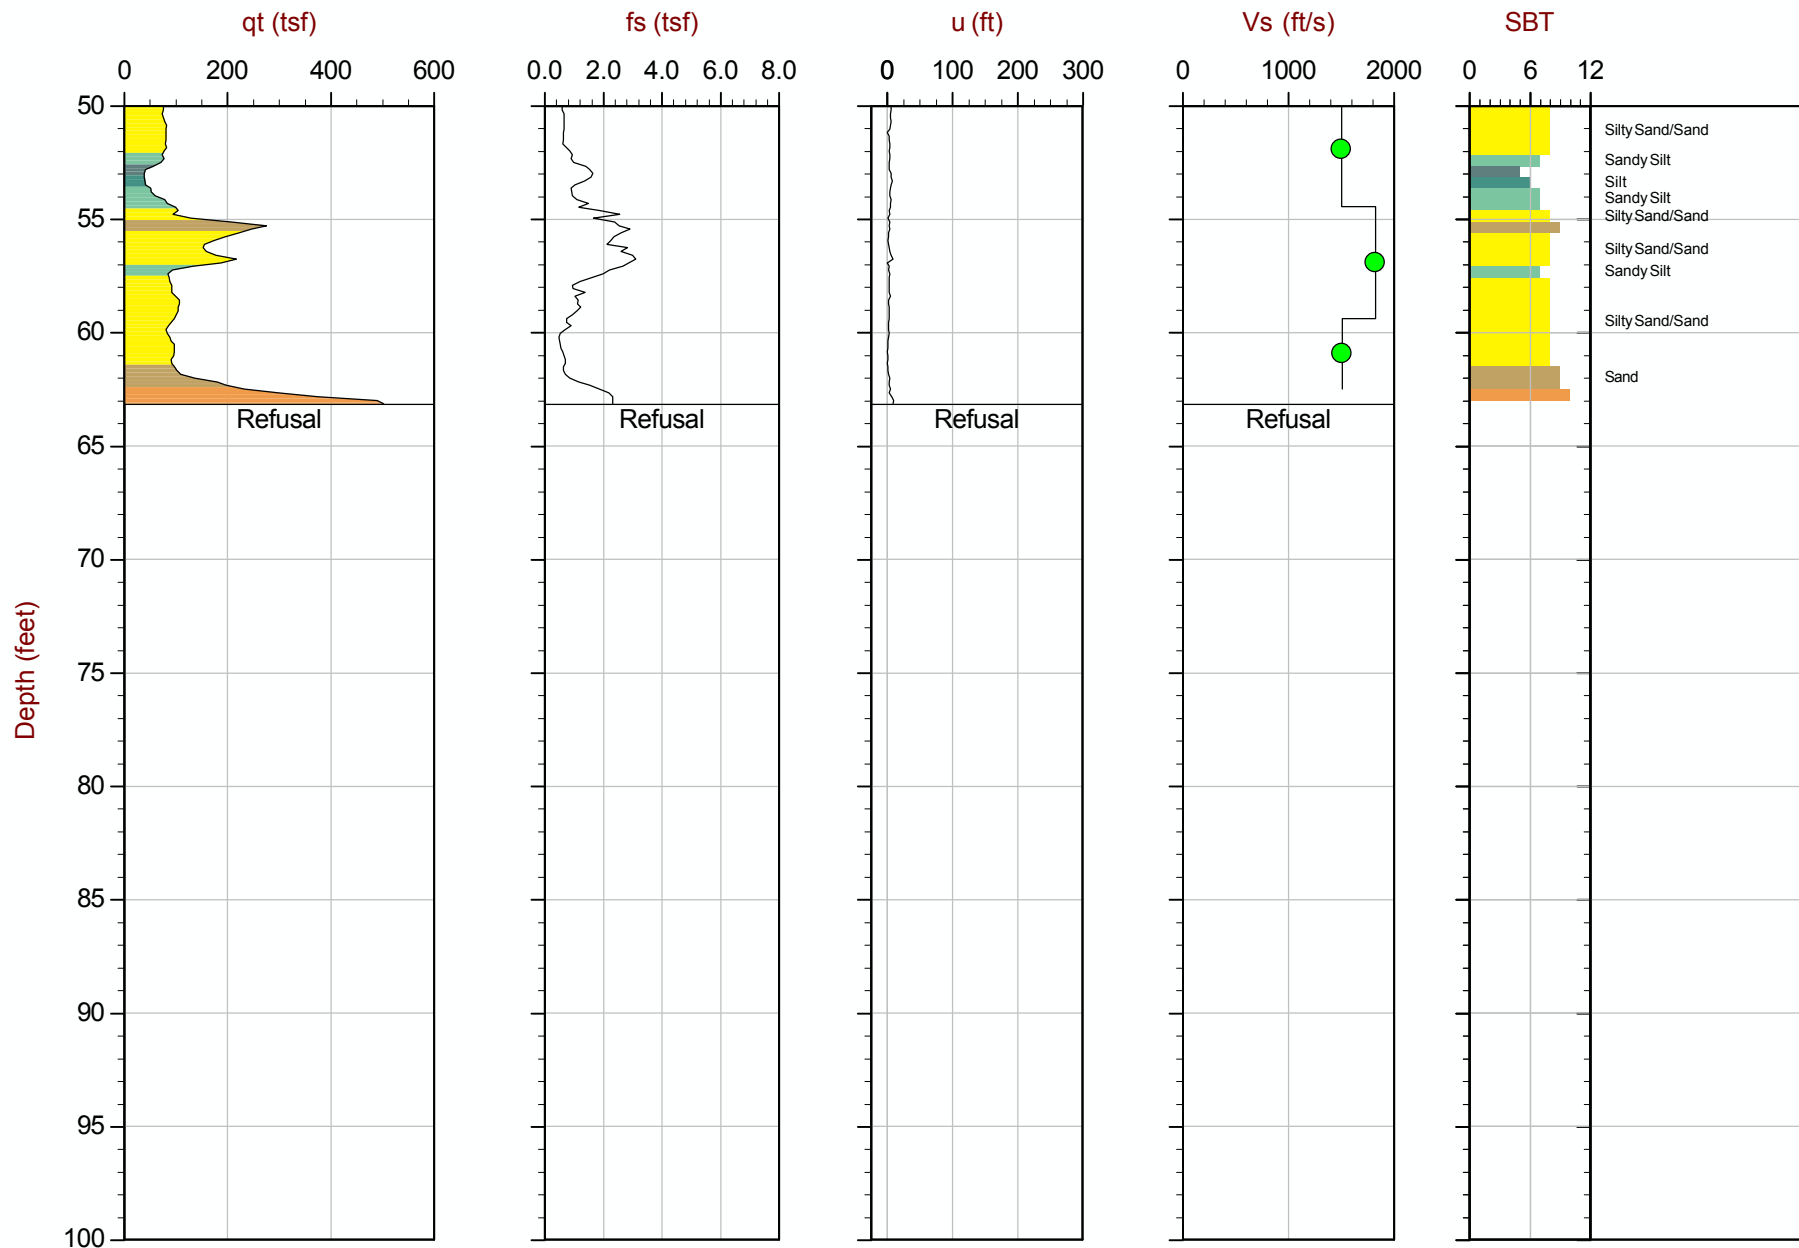 qt (tsf) fs (tsf) u (ft) Vs (ft/s) SBT
0 200 400 600 0.0 2.0 4.0 6.0 8.0 0 100 200 300 0 1000 2000 0 6 12
50
Silty Sand/Sand
Sandy Silt
Silt
Sandy Silt
55
Silty Sand/Sand
Silty Sand/Sand
Sandy Silt
Silty Sand/Sand
60
Sand
Refusal Refusal Refusal Refusal
65
70
Depth (feet)
75
80
85
90
95
100